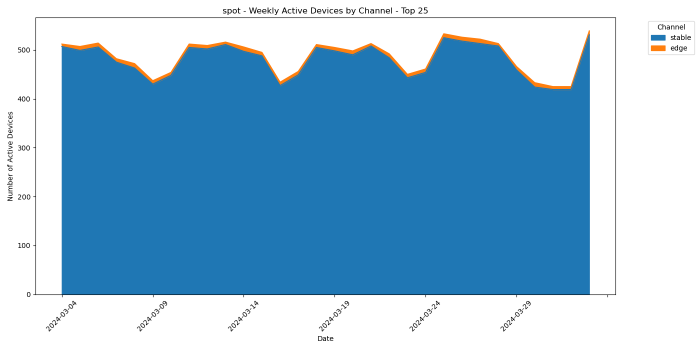 spot - Weekly Active Devices by Channel - Top 25
Channel
stable
edge
Number of Active Devices
500
400
300
200
100
0
2024-03-04
2024-03-09
2024-03-14
2024-03-19
2024-03-24
2024-03-29
Date